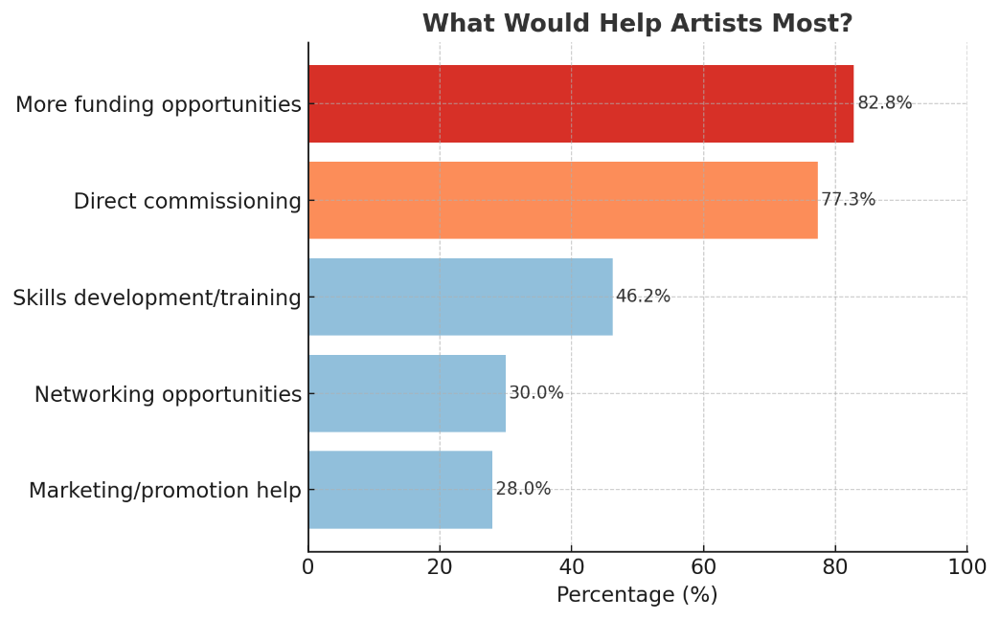 What Would Help Artists Most?
More funding opportunities
82.8%
Direct commissioning
77.3%
Skills development/training
46.2%
Networking opportunities
30.0%
Marketing/promotion help
28.0%
0 20 40 60 80 100
Percentage (%)